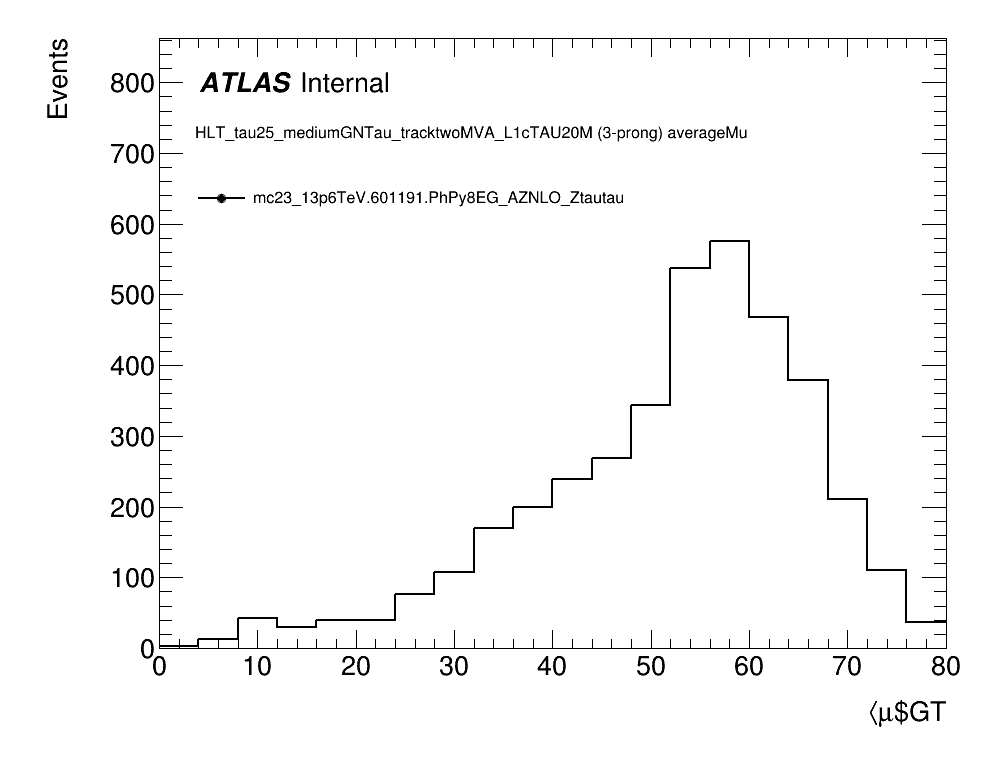 Events
800
700
600
500
400
300
200
100
0
ATLAS Internal
HLT_tau25_mediumGNTau_tracktwoMVA_L1cTAU20M (3-prong) averageMu
mc23_13p6TeV.601191.PhPy8EG_AZNLO_Ztautau
0 10 20 30 40 50 60 70 80
⟨μ$GT